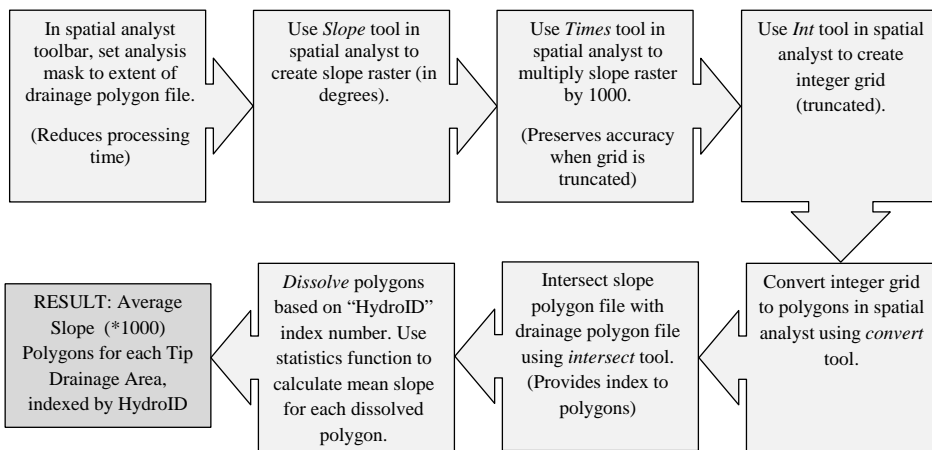 In spatial analyst
toolbar, set analysis
mask to extent of
drainage polygon file.
(Reduces processing
time)
Use Slope tool in
spatial analyst to
create slope raster (in
degrees).
Use Times tool in
spatial analyst to
multiply slope raster
by 1000.
(Preserves accuracy
when grid is
truncated)
Use Int tool in spatial
analyst to create
integer grid
(truncated).
Convert integer grid
to polygons in spatial
analyst using convert
tool.
Intersect slope
polygon file with
drainage polygon file
using intersect tool.
(Provides index to
polygons)
Dissolve polygons
based on “HydroID”
index number. Use
statistics function to
calculate mean slope
for each dissolved
polygon.
RESULT: Average
Slope (*1000)
Polygons for each Tip
Drainage Area,
indexed by HydroID